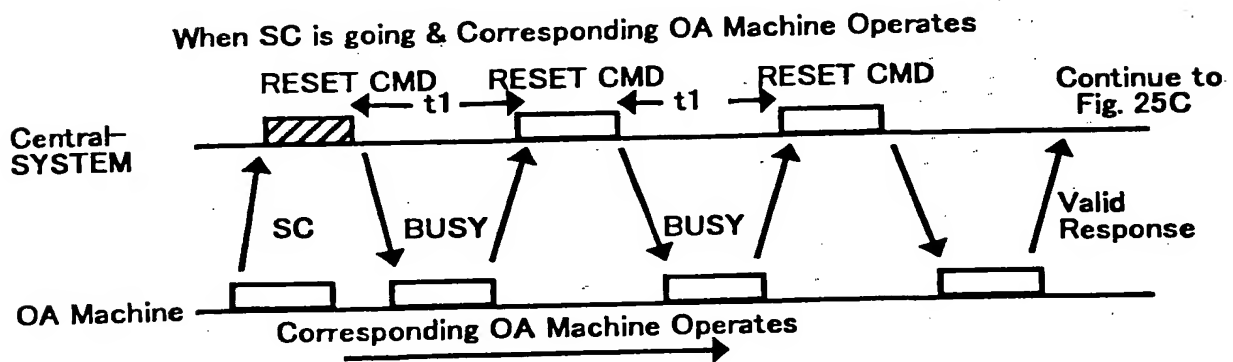 When SC is going & Corresponding OA Machine Operates
RESET CMD
RESET CMD
RESET CMD
t1
t1
Continue to
Fig. 25C
Central-
SYSTEM
SC
BUSY
BUSY
Valid
Response
OA Machine
Corresponding OA Machine Operates